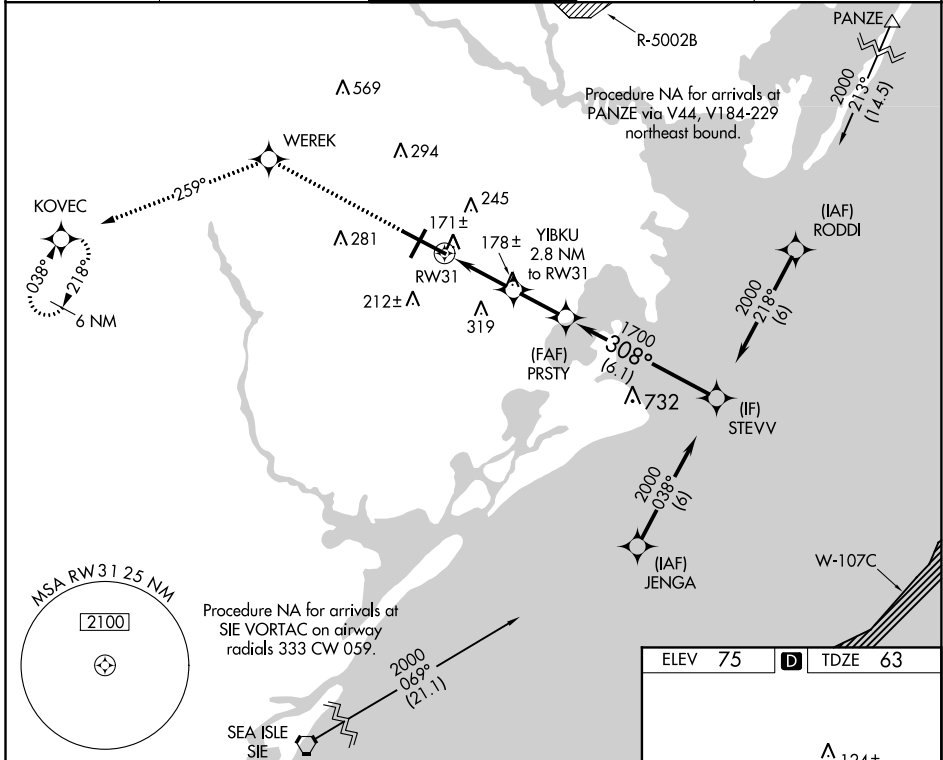 PANZE
R-5002B
2000
213°
(14.5)
Procedure NA for arrivals at
PANZE via V44, V184-229
northeast bound.
569
WEREK
294
259°
KOVEC
038°
218°
6 NM
245
171±
281
RW31
178±
YIBKU
2.8 NM
to RW31
212±
319
(IAF)
RODDI
2000
218°
(6)
(FAF)
PRSTY
1700
308°
(6.1)
732
(IF)
STEVV
2000
038°
(6)
(IAF)
JENGA
W-107C
MSA RW31 25 NM
2100
Procedure NA for arrivals at
SIE VORTAC on airway
radials 333 CW 059.
2000
069°
(21.1)
SEA ISLE
SIE
ELEV 75 D TDZE 63
124±